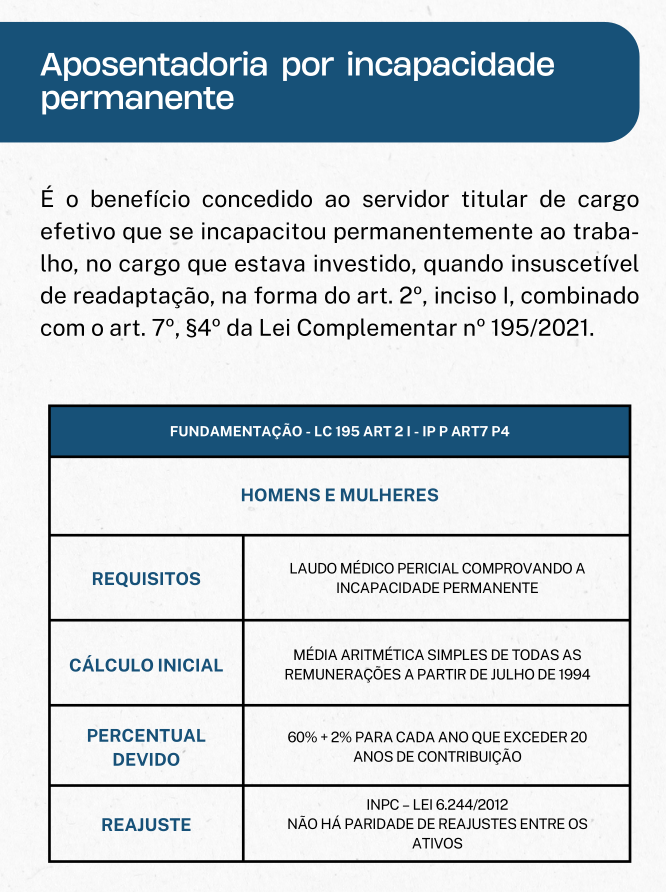 Aposentadoria por incapacidade
permanente
É o benefício concedido ao servidor titular de cargo
efetivo que se incapacitou permanentemente ao traba-
lho, no cargo que estava investido, quando insuscetível
de readaptação, na forma do art. 2º, inciso I, combinado
com o art. 7º, §4º da Lei Complementar nº 195/2021.
FUNDAMENTAÇÃO - LC 195 ART 2 I - IP P ART7 P4
HOMENS E MULHERES
REQUISITOS
LAUDO MÉDICO PERICIAL COMPROVANDO A
INCAPACIDADE PERMANENTE
CÁLCULO INICIAL
MÉDIA ARITMÉTICA SIMPLES DE TODAS AS
REMUNERAÇÕES A PARTIR DE JULHO DE 1994
PERCENTUAL
DEVIDO
60% + 2% PARA CADA ANO QUE EXCEDER 20
ANOS DE CONTRIBUIÇÃO
REAJUSTE
INPC – LEI 6.244/2012
NÃO HÁ PARIDADE DE REAJUSTES ENTRE OS
ATIVOS